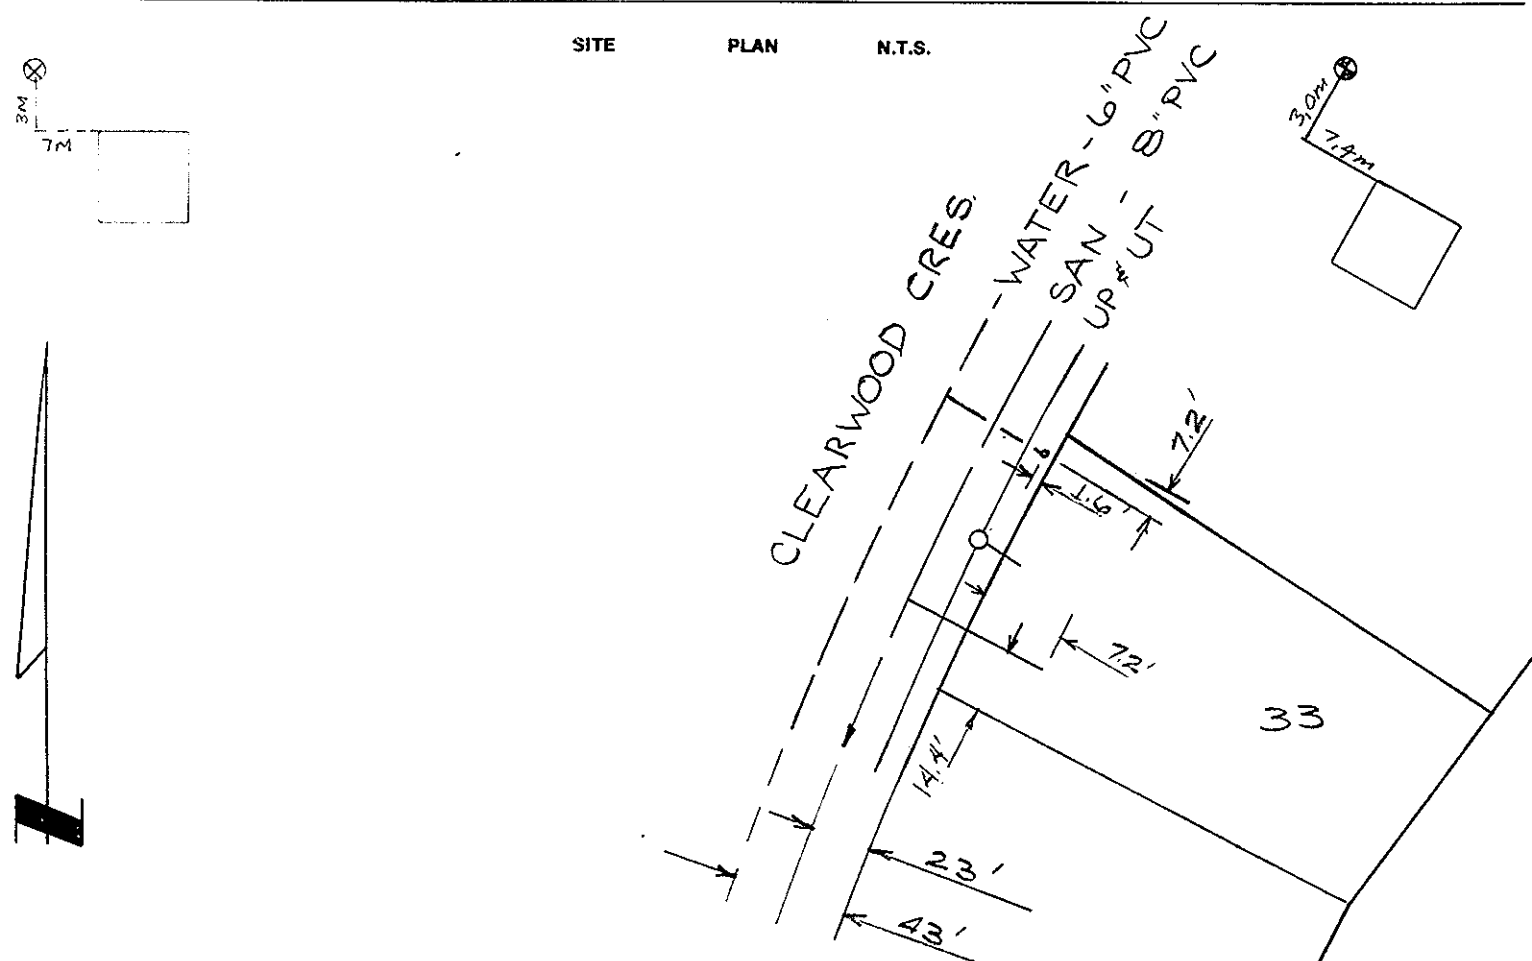 SITE PLAN N.T.S.
3M
7M
3.0m
7.4m
CLEARWOOD CRES.
WATER - 6" PVC
SAN - 8" PVC
UP & UT
7.2'
6
1.6'
7.2'
33
14.4'
23'
43'